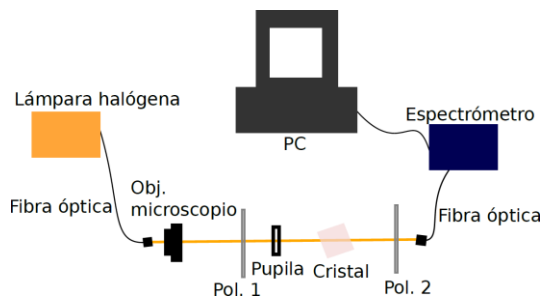 Lámpara halógena
Espectrómetro
PC
Obj.
microscopio
Fibra óptica
Fibra óptica
Pupila
Cristal
Pol. 1
Pol. 2